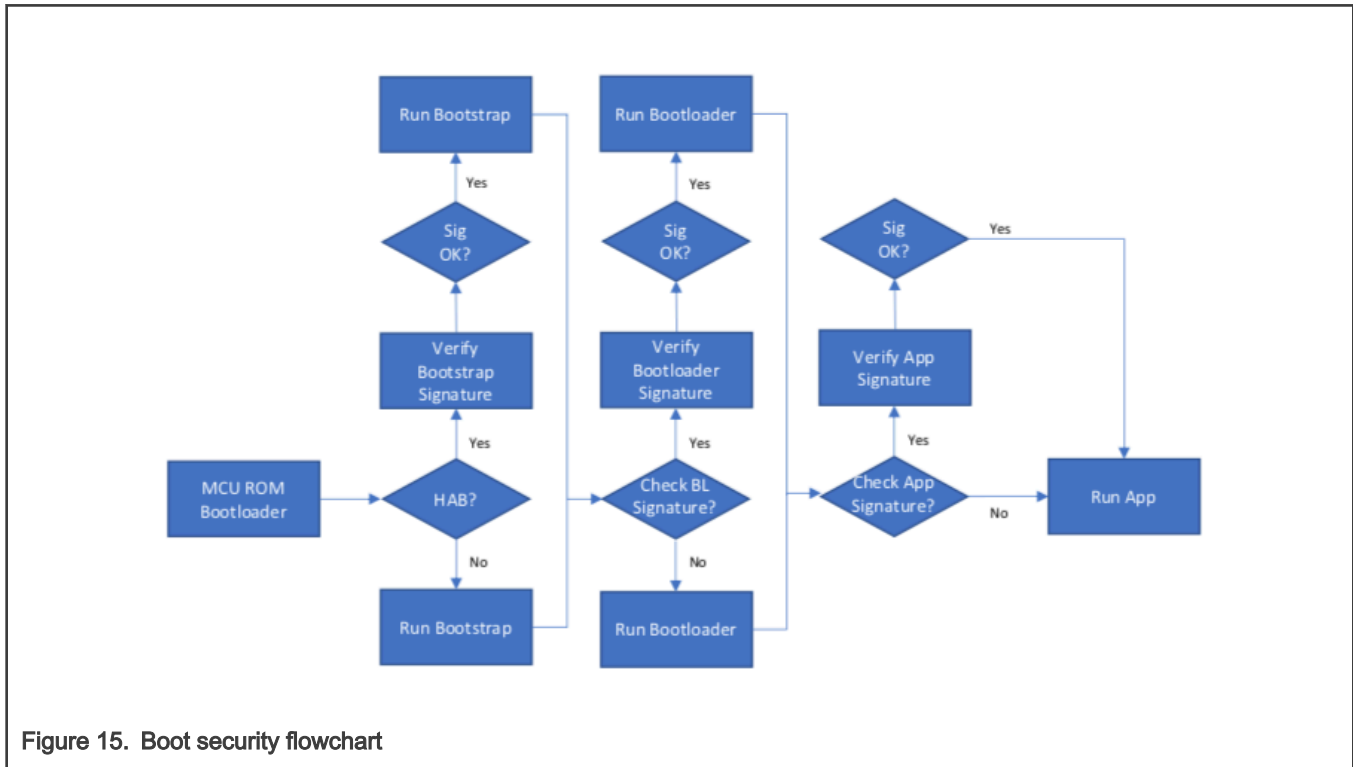 Run Bootstrap
Run Bootloader
Yes
Yes
Sig
OK?
Sig
OK?
Sig
OK?
Yes
Verify
Bootstrap
Signature
Verify
Bootloader
Signature
Verify App
Signature
Yes
Yes
Yes
MCU ROM
Bootloader
HAB?
Check BL
Signature?
Check App
Signature?
No
Run App
No
No
Run Bootstrap
Run Bootloader
Figure 15. Boot security flowchart